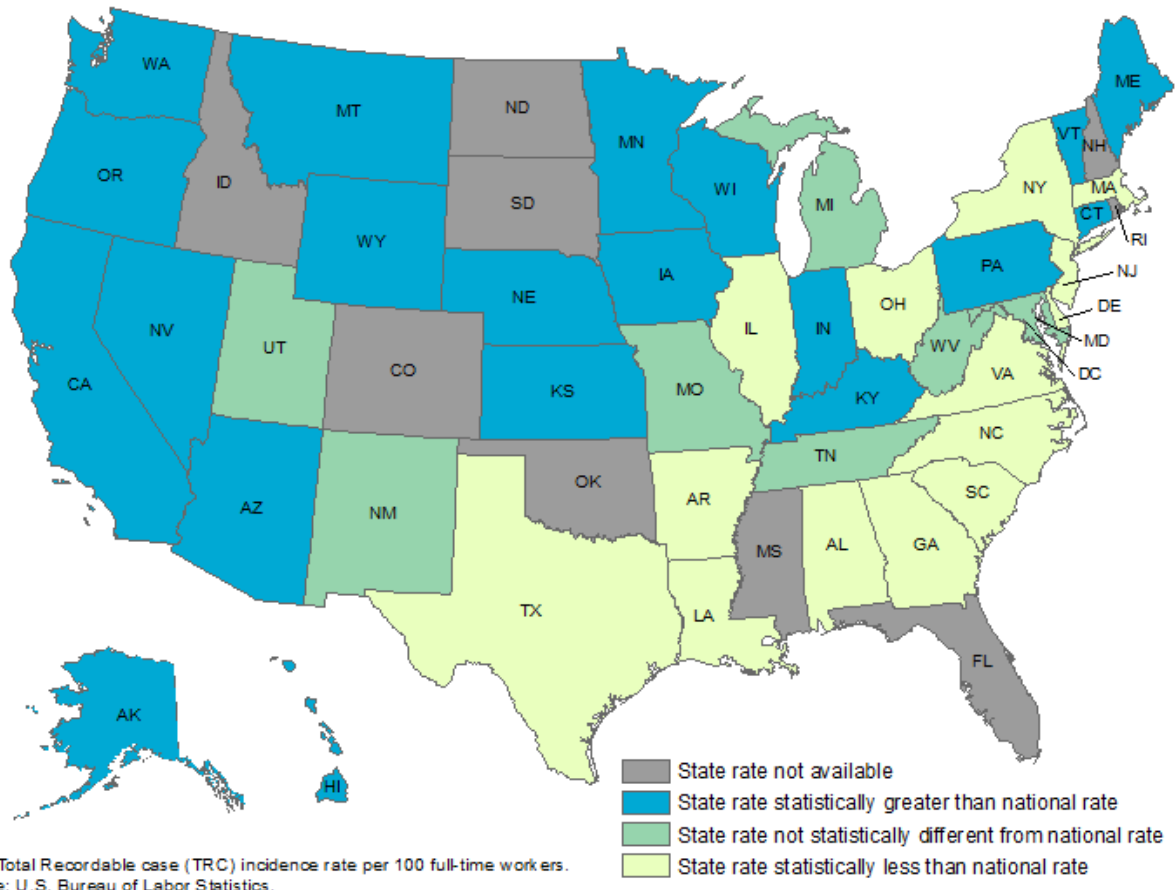 WA
MT
ND
MN
ME
VT
NH
OR
ID
SD
WI
MI
NY
MA
CT
RI
WY
IA
PA
NJ
NE
OH
DE
NV
UT
IL
IN
WV
MD
CA
CO
KS
MO
KY
VA
DC
NC
TN
SC
AZ
NM
OK
AR
MS
AL
GA
TX
LA
FL
AK
HI
State rate not available
State rate statistically greater than national rate
State rate not statistically different from national rate
State rate statistically less than national rate
Total Recordable case (TRC) incidence rate per 100 full-time workers.
e: U.S. Bureau of Labor Statistics.